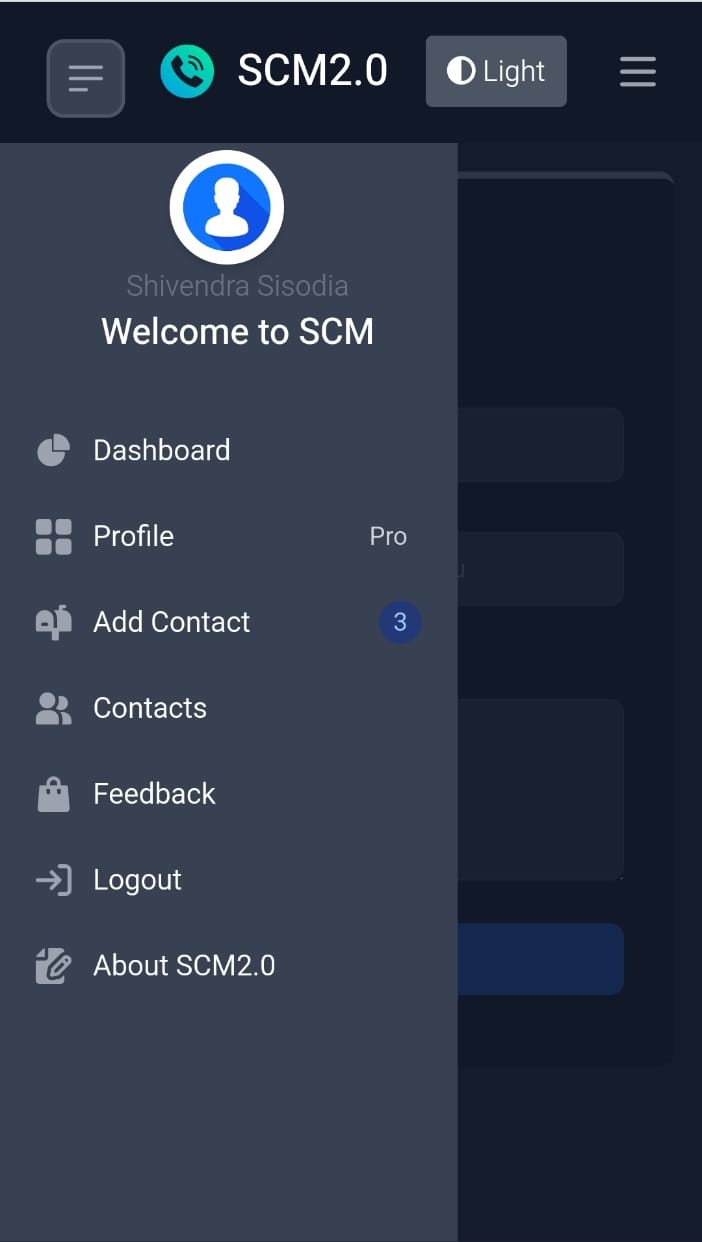 SCM2.0
Light
Shivendra Sisodia
Welcome to SCM
Dashboard
Profile Pro
Add Contact 3
Contacts
Feedback
Logout
About SCM2.0